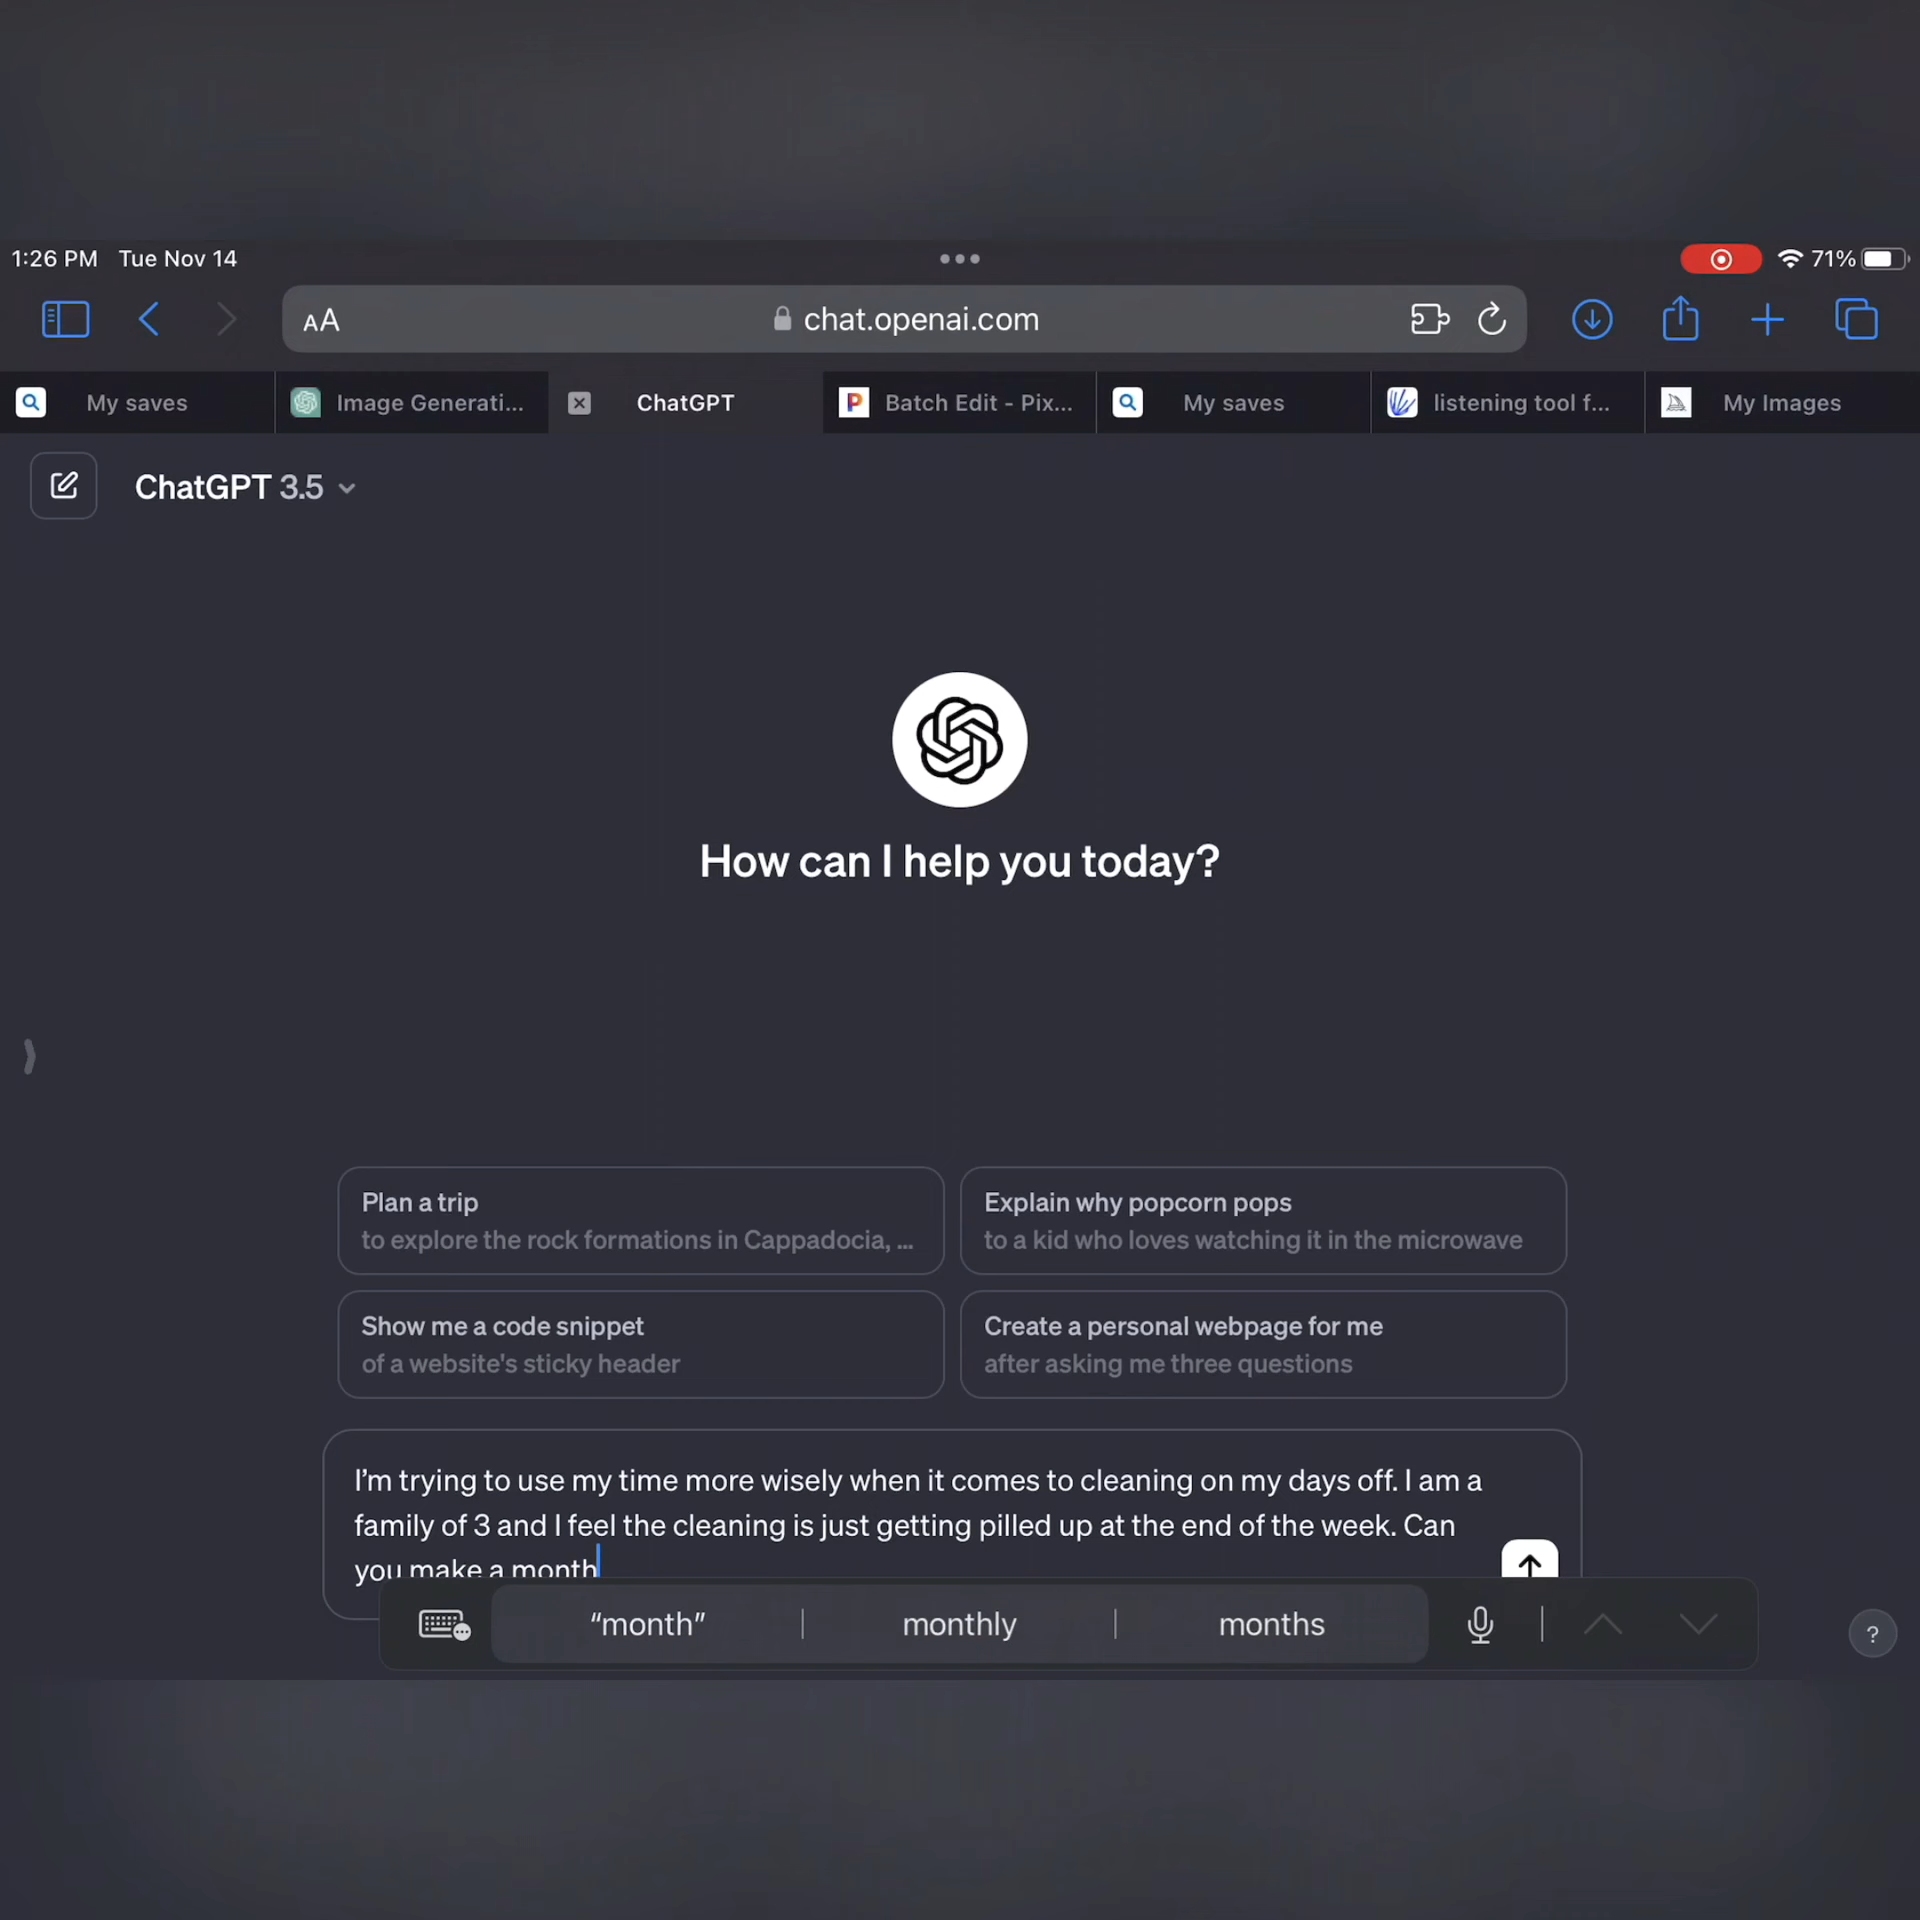 1:26 PM Tue Nov 14
71%
AA
chat.openai.com
My saves
Image Generati...
ChatGPT
Batch Edit - Pix...
My saves
listening tool f...
My Images
ChatGPT 3.5
How can I help you today?
Plan a trip
to explore the rock formations in Cappadocia, ...
Explain why popcorn pops
to a kid who loves watching it in the microwave
Show me a code snippet
of a website's sticky header
Create a personal webpage for me
after asking me three questions
I'm trying to use my time more wisely when it comes to cleaning on my days off. I am a
family of 3 and I feel the cleaning is just getting pilled up at the end of the week. Can
you make a month
“month”
monthly
months
?